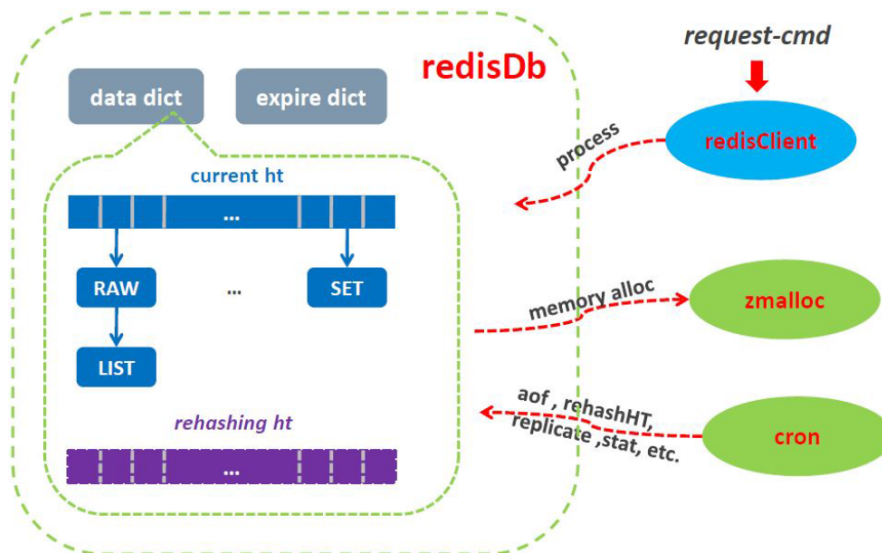 request-cmd
redisDb
data dict
expire dict
redisClient
process
current ht
...
RAW
...
SET
memory alloc
zmalloc
LIST
aof , rehashHT,
replicate ,stat, etc.
cron
rehashing ht
...